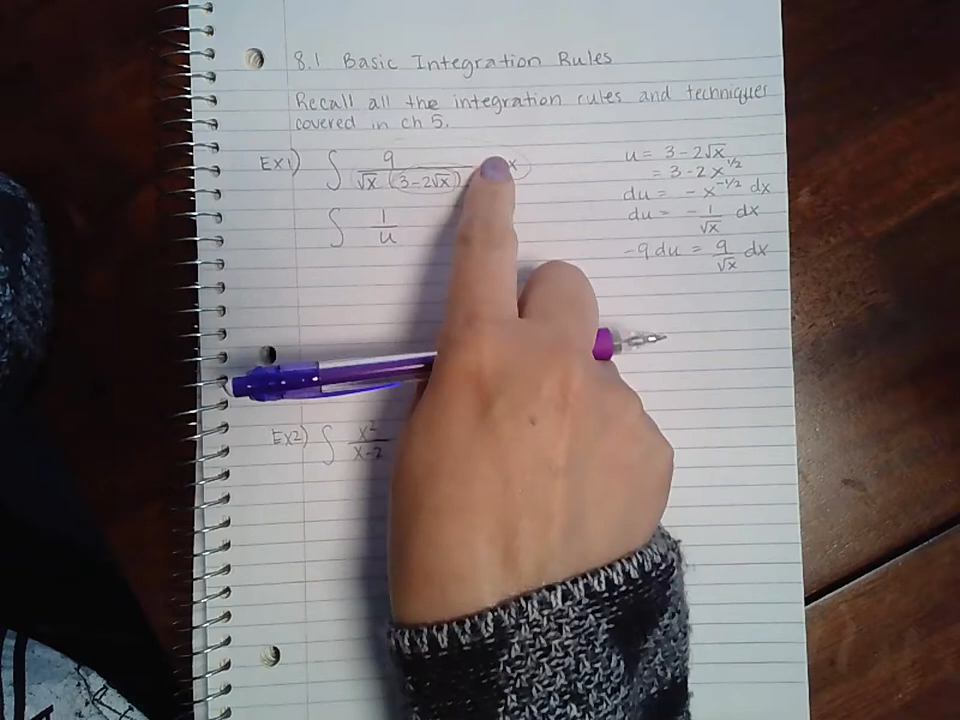 8.1 Basic Integration Rules
Recall all the integration rules and techniques
covered in ch 5.
Ex1) ∫ 9/(√x (3-2√x)) x
u = 3-2√x
= 3-2x^(1/2)
du = -x^(-1/2) dx
∫ 1/u
du = -1/√x dx
-9 du = 9/√x dx
Ex2) ∫ x²/(x-2)